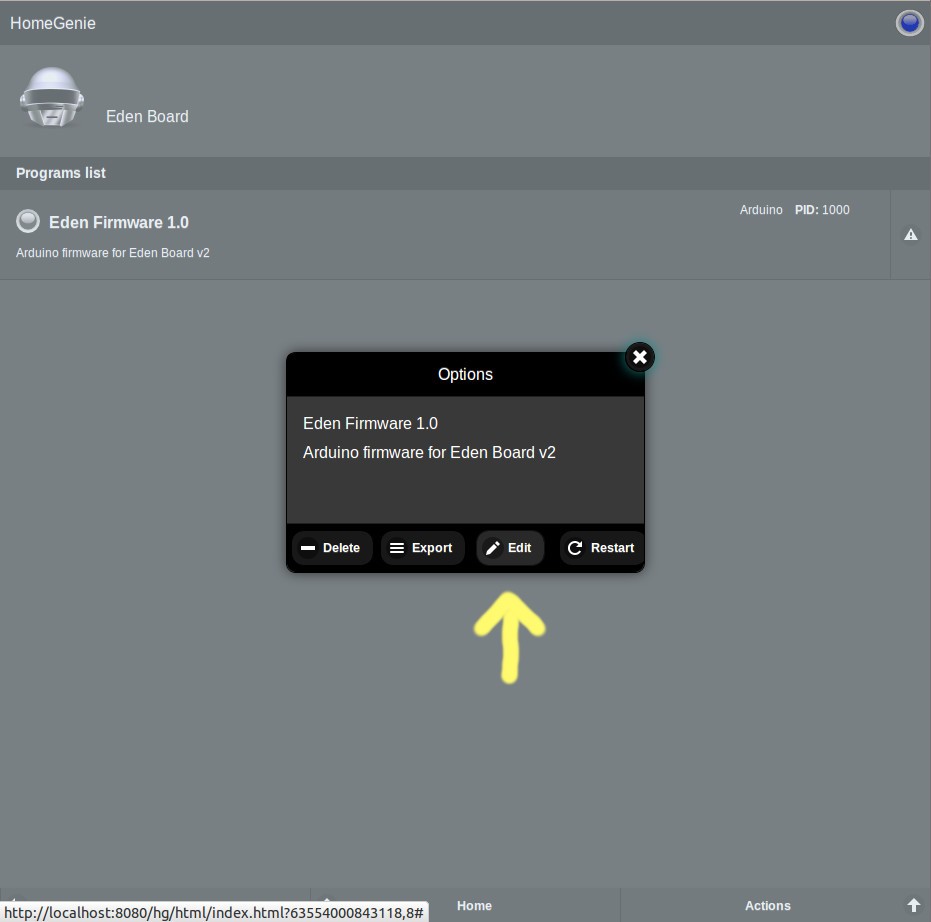 HomeGenie
Eden Board
Programs list
Eden Firmware 1.0
Arduino PID: 1000
Arduino firmware for Eden Board v2
Options
Eden Firmware 1.0
Arduino firmware for Eden Board v2
Delete Export Edit Restart
Home Actions
http://localhost:8080/hg/html/index.html?63554000843118,8#